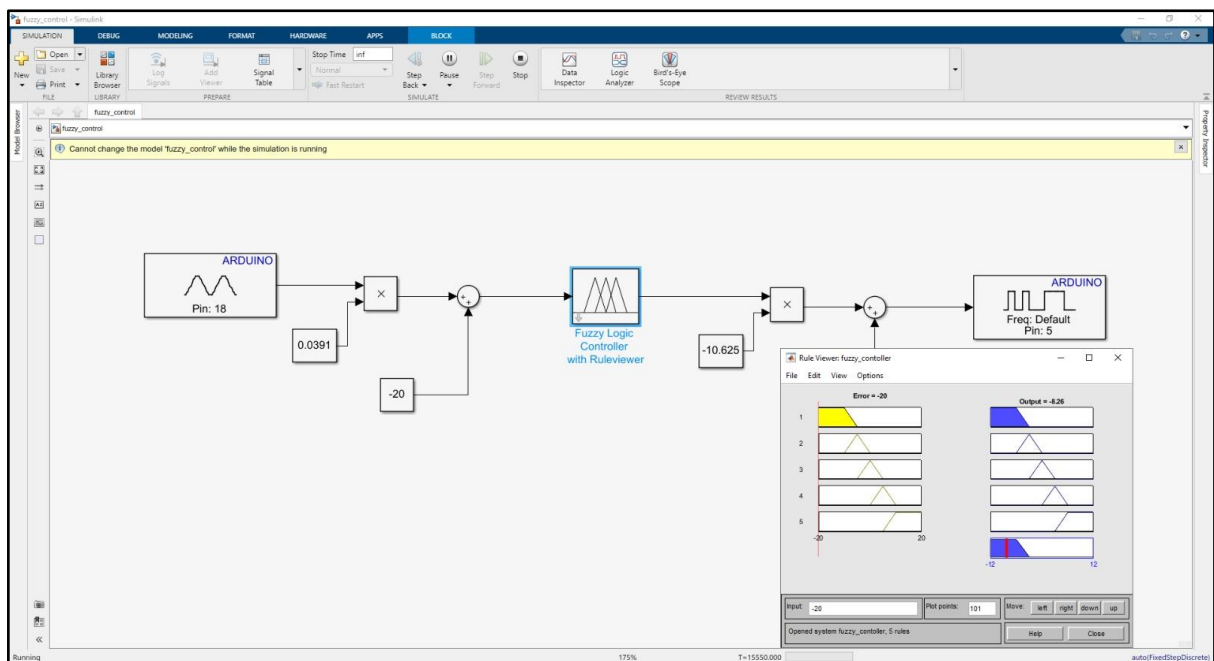 fuzzy_control - Simulink
SIMULATION DEBUG MODELING FORMAT HARDWARE APPS BLOCK
New
Open
Save
Print
FILE
Library
Browser
LIBRARY
Log
Signals
Add
Viewer
Signal
Table
PREPARE
Stop Time inf
Normal
Fast Restart
Step
Back
Pause
Step
Forward
Stop
SIMULATE
Data
Inspector
Logic
Analyzer
Bird's-Eye
Scope
REVIEW RESULTS
Model Browser
fuzzy_control
fuzzy_control
Property Inspector
Cannot change the model 'fuzzy_control' while the simulation is running
ARDUINO
Pin: 18
0.0391
×
-20
+
+
Fuzzy Logic
Controller
with Ruleviewer
-10.625
×
+
+
ARDUINO
Freq: Default
Pin: 5
Rule Viewer: fuzzy_contoller
File Edit View Options
Error = -20
Output = -8.26
1
2
3
4
5
-20 20
-12 12
Input: -20
Plot points: 101
Move: left right down up
Opened system fuzzy_contoller, 5 rules
Help Close
Running
175%
T=15550.000
auto(FixedStepDiscrete)